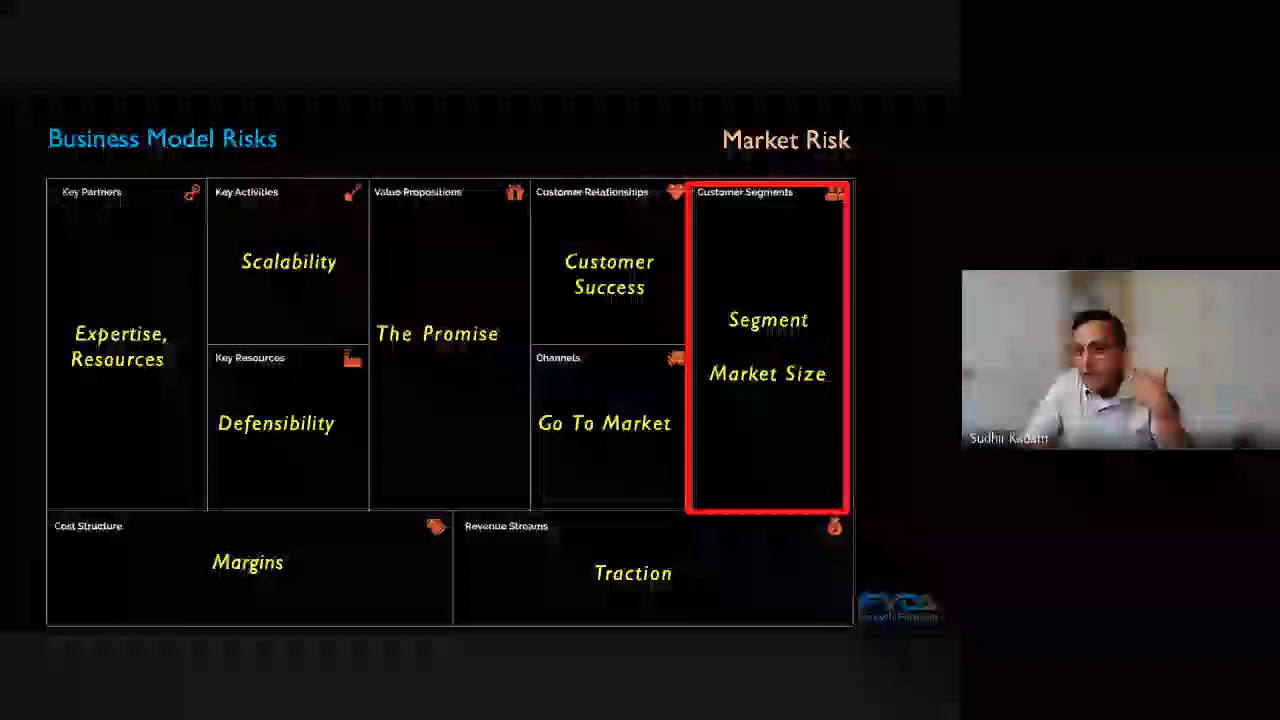 Business Model Risks
Market Risk
Key Partners
Key Activities
Value Propositions
Customer Relationships
Customer Segments
Expertise,
Resources
Scalability
The Promise
Customer
Success
Segment
Market Size
Key Resources
Defensibility
Channels
Go To Market
Cost Structure
Margins
Revenue Streams
Traction
Sudhir Kadam